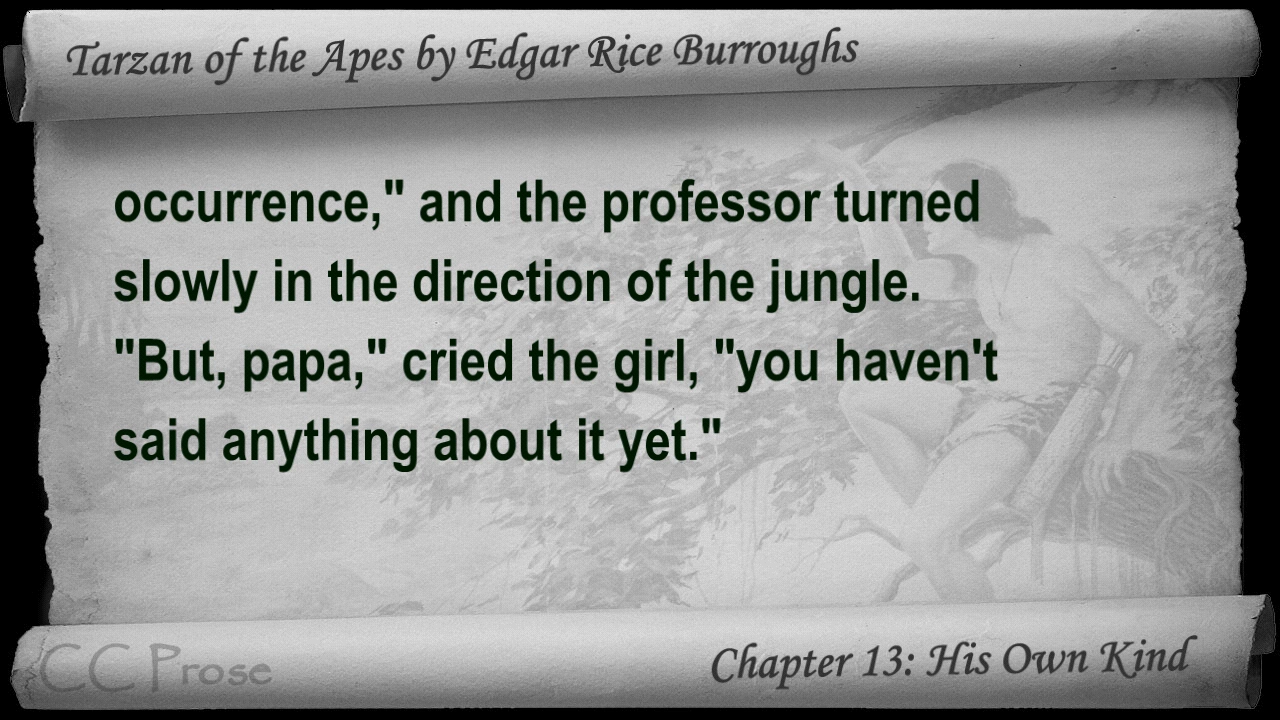 Tarzan of the Apes by Edgar Rice Burroughs
occurrence," and the professor turned
slowly in the direction of the jungle.
"But, papa," cried the girl, "you haven't
said anything about it yet."
CC Prose
Chapter 13: His Own Kind